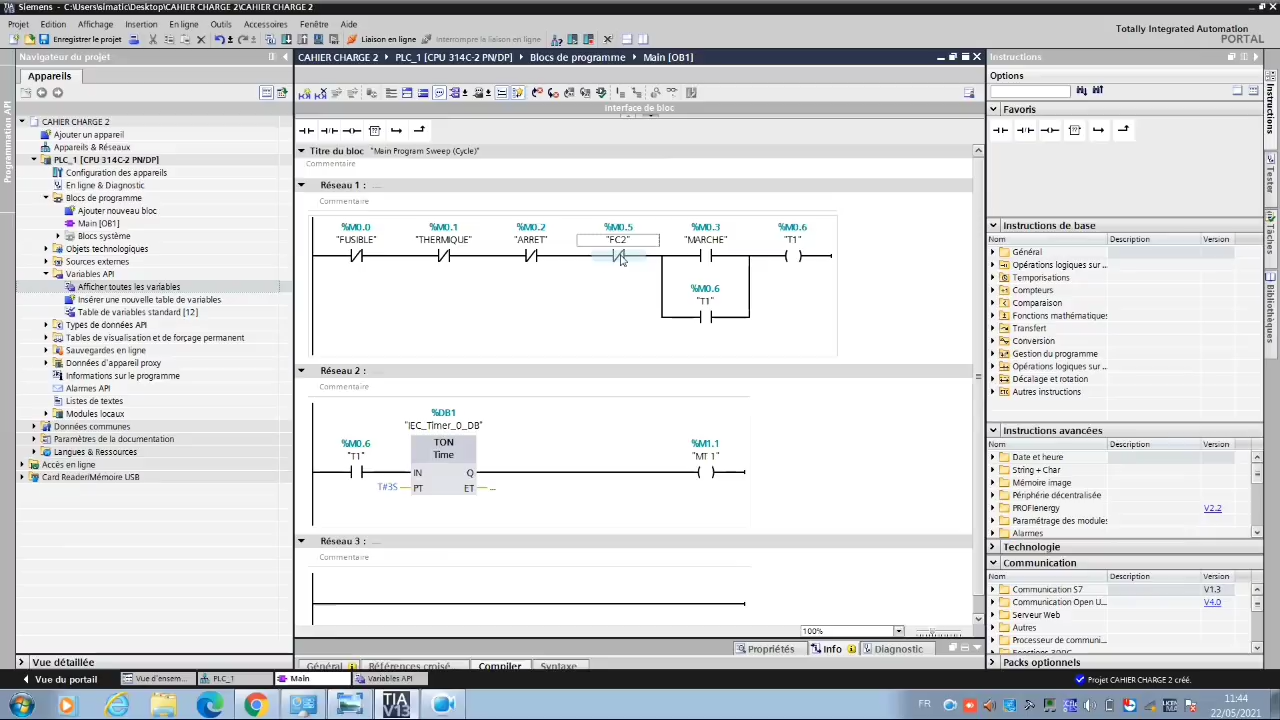 Siemens - C:\Users\simatic\Desktop\CAHIER CHARGE 2\CAHIER CHARGE 2
Projet Edition Affichage Insertion En ligne Outils Accessoires Fenêtre Aide
Totally Integrated Automation
PORTAL
Enregistrer le projet Liaison en ligne Interrompre la liaison en ligne
Navigateur du projet
CAHIER CHARGE 2 PLC_1 [CPU 314C-2 PN/DP] Blocs de programme Main [OB1]
Instructions
Appareils
Options
Programmation API
CAHIER CHARGE 2
Ajouter un appareil
Appareils & Réseaux
PLC_1 [CPU 314C-2 PN/DP]
Configuration des appareils
En ligne & Diagnostic
Blocs de programme
Ajouter nouveau bloc
Main [OB1]
Blocs système
Objets technologiques
Sources externes
Variables API
Afficher toutes les variables
Insérer une nouvelle table de variables
Table de variables standard [12]
Types de données API
Tables de visualisation et de forçage permanent
Sauvegardes en ligne
Données d'appareil proxy
Informations sur le programme
Alarmes API
Listes de textes
Modules locaux
Données communes
Paramètres de la documentation
Langues & Ressources
Accès en ligne
Card Reader/Mémoire USB
Vue détaillée
Interface de bloc
Titre du bloc "Main Program Sweep (Cycle)"
Commentaire
Réseau 1 : ....
Commentaire
%M0.0 %M0.1 %M0.2 %M0.5 %M0.3 %M0.6
"FUSIBLE" "THERMIQUE" "ARRET" "FC2" "MARCHE" "T1"
%M0.6
"T1"
Réseau 2 : ....
Commentaire
%DB1
"IEC_Timer_0_DB"
%M0.6 TON %M1.1
"T1" Time "MT 1"
IN Q
T#3S PT ET ...
Réseau 3 : ....
Commentaire
100%
Propriétés Info Diagnostic
Général Références croisé... Compiler Syntaxe
Favoris
Instructions de base
Nom Description Version
Général
Opérations logiques sur ...
Temporisations
Compteurs
Comparaison
Fonctions mathématiques
Transfert
Conversion
Gestion du programme
Opérations logiques sur ...
Décalage et rotation
Autres instructions
Instructions avancées
Nom Description Version
Date et heure
String + Char
Mémoire image
Périphérie décentralisée
PROFIenergy V2.2
Paramétrage des modules
Alarmes
Technologie
Communication
Nom Description Version
Communication S7 V1.3
Communication Open U... V4.0
Serveur Web
Autres
Processeur de communi...
Packs optionnels
Instructions
Tester
Tâches
Bibliothèques
Vue du portail Vue d'ensem... PLC_1 Main Variables API Projet CAHIER CHARGE 2 créé.
TIA
V13
FR
11:44
22/05/2021